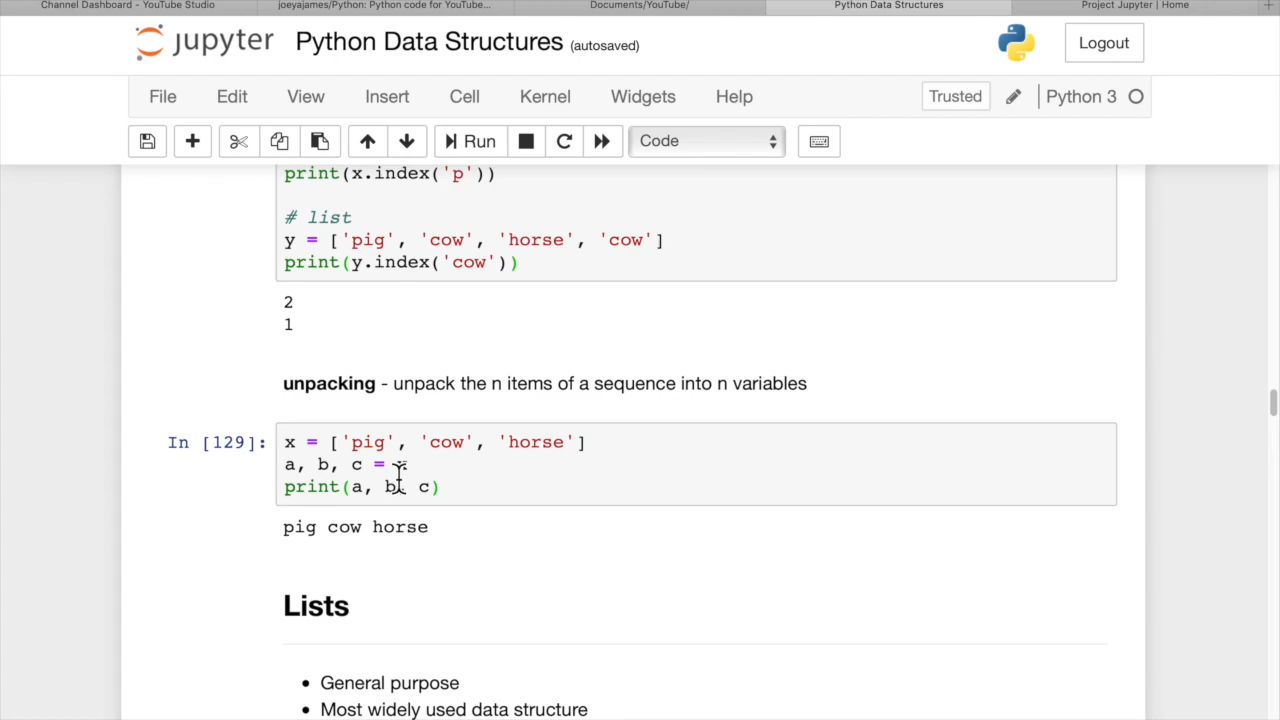 Channel Dashboard - YouTube Studio
joeyajames/Python: Python code for YouTube...
Documents/YouTube/
Python Data Structures
Project Jupyter | Home
jupyter Python Data Structures (autosaved)
Logout
File Edit View Insert Cell Kernel Widgets Help Trusted Python 3
Run Code
print(x.index('p'))
# list
y = ['pig', 'cow', 'horse', 'cow']
print(y.index('cow'))
2
1
unpacking - unpack the n items of a sequence into n variables
In [129]: x = ['pig', 'cow', 'horse']
a, b, c = x
print(a, b, c)
pig cow horse
Lists
• General purpose
• Most widely used data structure